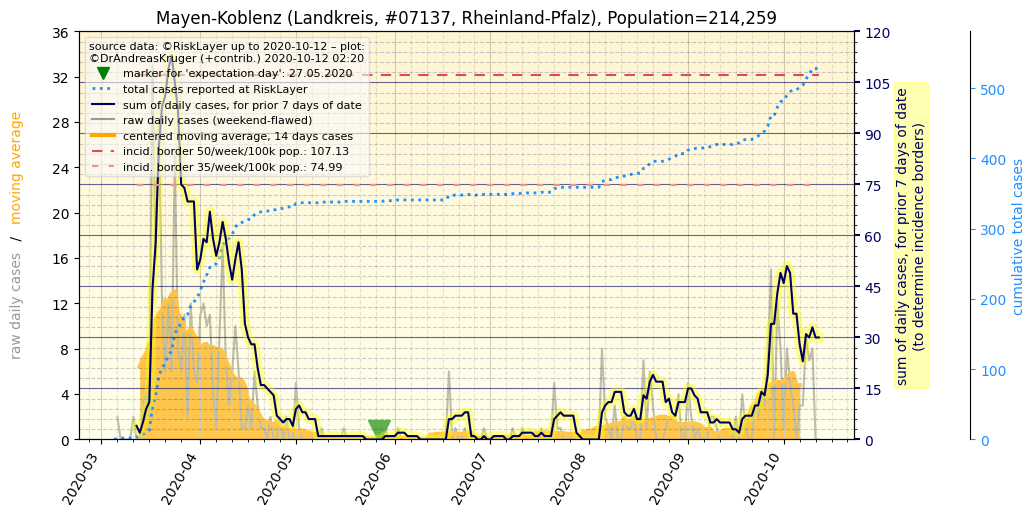 Mayen-Koblenz (Landkreis, #07137, Rheinland-Pfalz), Population=214,259
source data: ©RiskLayer up to 2020-10-12 – plot:
©DrAndreasKruger (+contrib.) 2020-10-12 02:20
marker for 'expectation day': 27.05.2020
total cases reported at RiskLayer
sum of daily cases, for prior 7 days of date
raw daily cases (weekend-flawed)
centered moving average, 14 days cases
incid. border 50/week/100k pop.: 107.13
incid. border 35/week/100k pop.: 74.99
raw daily cases / moving average
36
32
28
24
20
16
12
8
4
0
2020-03
2020-04
2020-05
2020-06
2020-07
2020-08
2020-09
2020-10
120
105
90
75
60
45
30
15
0
sum of daily cases, for prior 7 days of date
(to determine incidence borders)
500
400
300
200
100
0
cumulative total cases